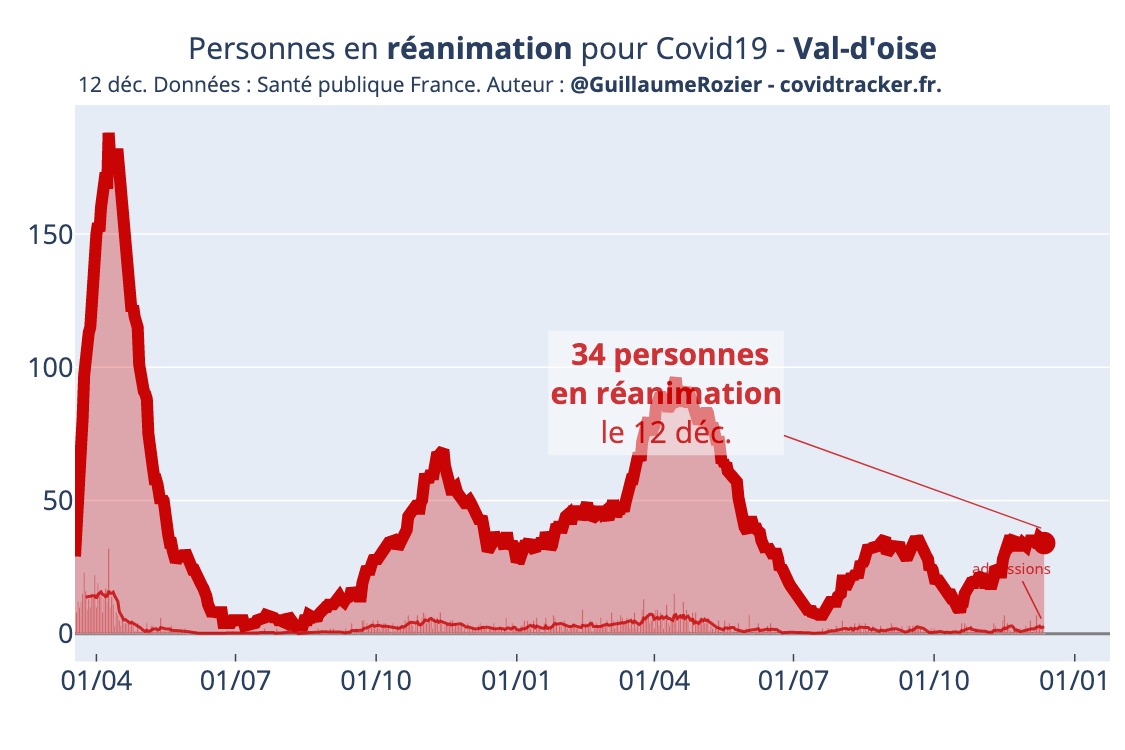 Personnes en réanimation pour Covid19 - Val-d'oise
12 déc. Données : Santé publique France. Auteur : @GuillaumeRozier - covidtracker.fr.
150
100
50
0
34 personnes
en réanimation
le 12 déc.
admissions
01/04 01/07 01/10 01/01 01/04 01/07 01/10 01/01